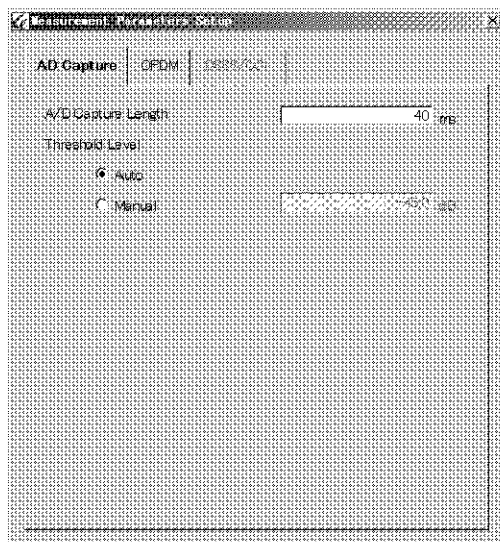 Measurement Parameters Setup
AD Capture OFDM
A/D Capture Length 40 ms
Threshold Level
Auto
Manual dB